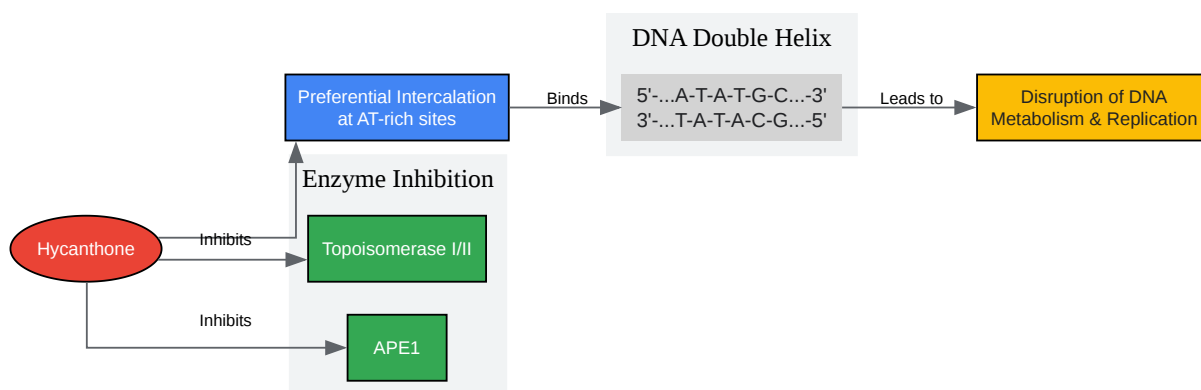 DNA Double Helix
Preferential Intercalation
at AT-rich sites
Binds
5'-...A-T-A-T-G-C...-3'
3'-...T-A-T-A-C-G...-5'
Leads to
Disruption of DNA
Metabolism & Replication
Enzyme Inhibition
Hycanthone
Inhibits
Topoisomerase I/II
Inhibits
APE1